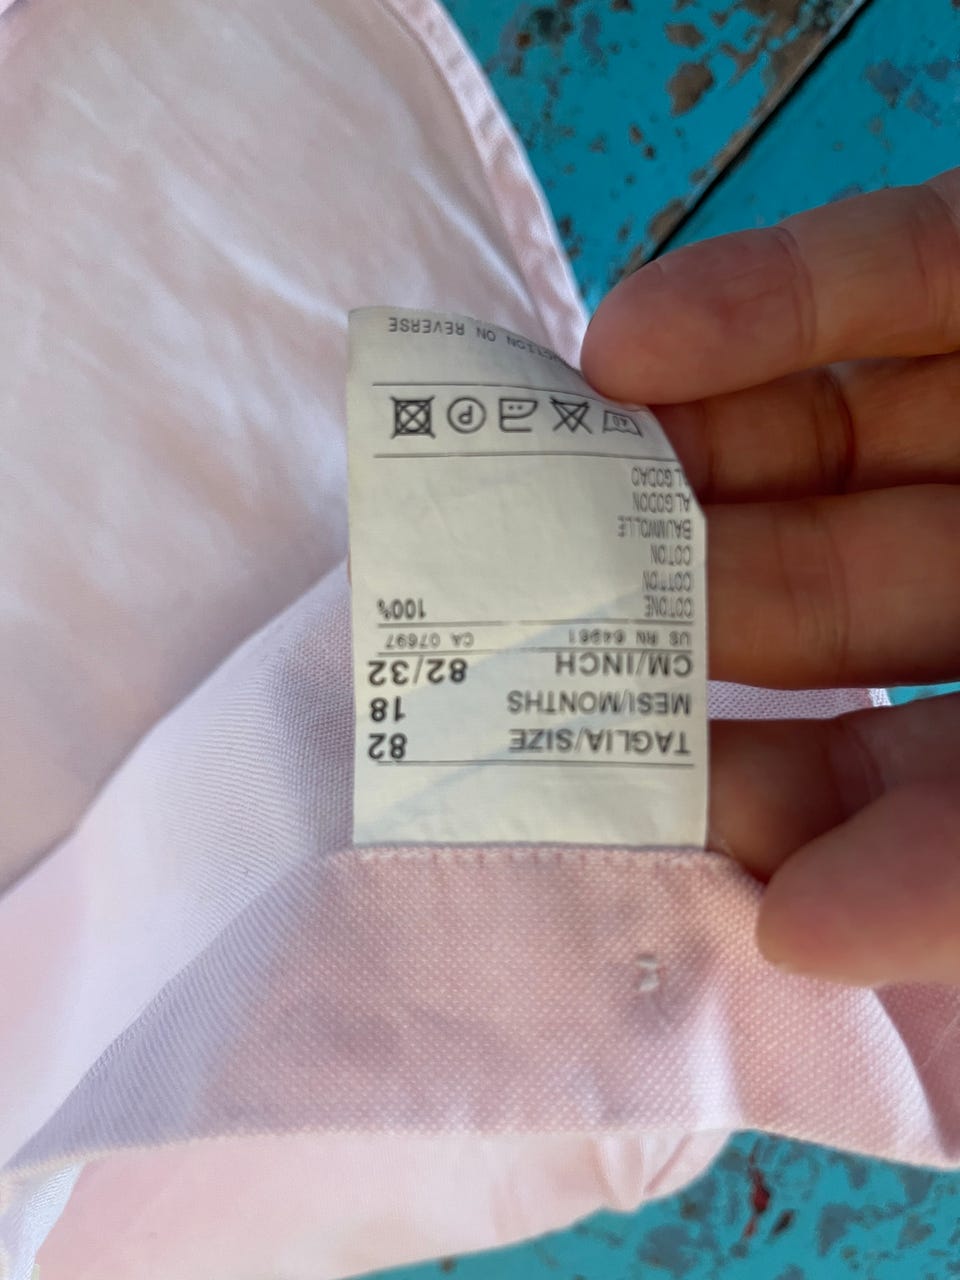 TAGLIA/SIZE 82
MESI/MONTHS 18
CM/INCH 82/32
US RN 64961 CA 07697
COTONE 100%
COTTON
COTON
BAUMWOLLE
ALGODON
ALGODAO
40 P
ON REVERSE